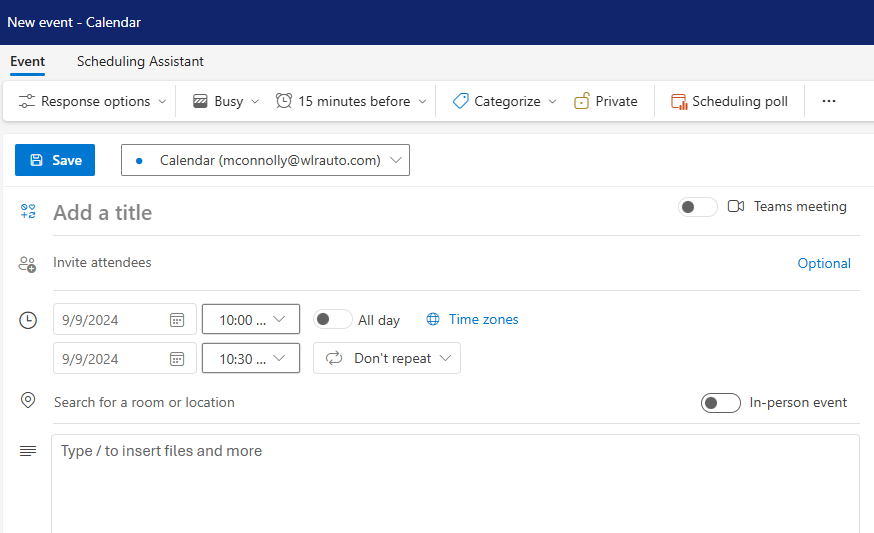 New event - Calendar
Event Scheduling Assistant
Response options Busy 15 minutes before Categorize Private Scheduling poll ...
Save Calendar (mconnolly@wlrauto.com)
Add a title Teams meeting
Invite attendees Optional
9/9/2024 10:00 ... All day Time zones
9/9/2024 10:30 ... Don't repeat
Search for a room or location In-person event
Type / to insert files and more